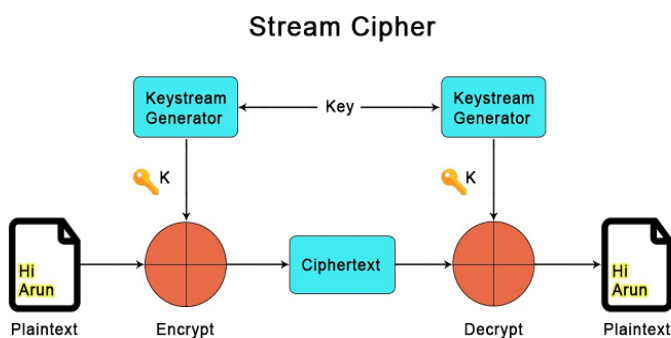 Stream Cipher
Keystream
Generator
Key
Keystream
Generator
K
K
Hi
Arun
Ciphertext
Hi
Arun
Plaintext
Encrypt
Decrypt
Plaintext